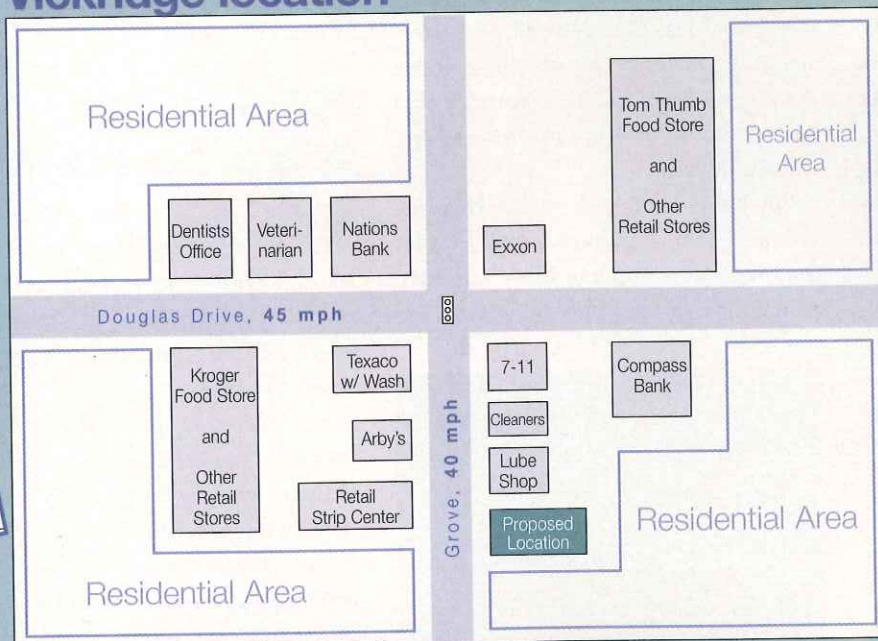 Vickridge location
Residential Area
Tom Thumb
Food Store
and
Other
Retail Stores
Residential
Area
Dentists
Office
Veteri-
narian
Nations
Bank
Exxon
Douglas Drive, 45 mph
Kroger
Food Store
and
Other
Retail
Stores
Texaco
w/ Wash
Arby's
Retail
Strip Center
Grove, 40 mph
7-11
Cleaners
Lube
Shop
Proposed
Location
Compass
Bank
Residential Area
Residential Area